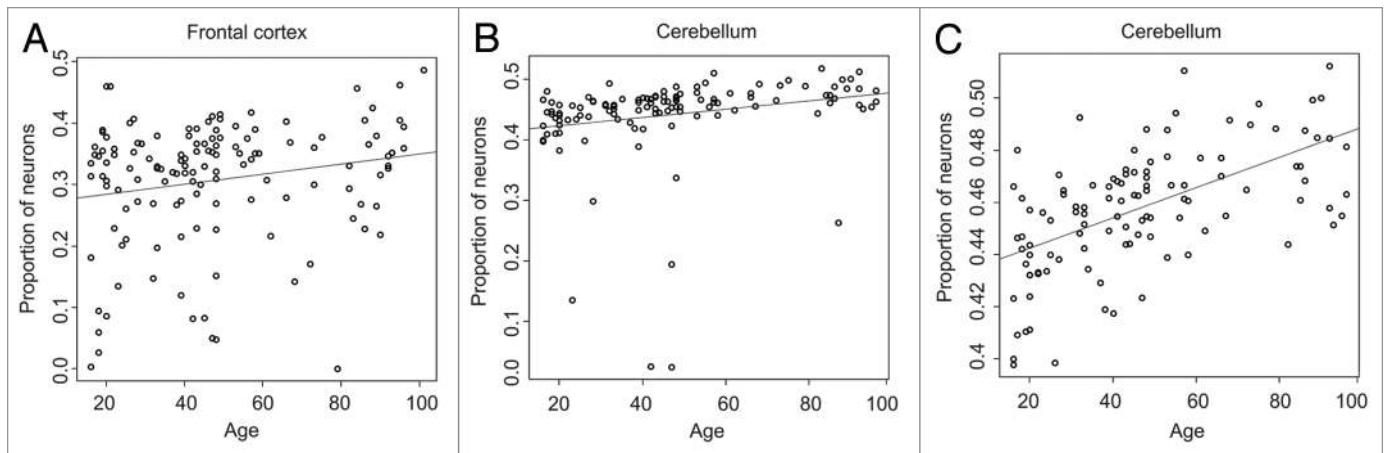 A
Frontal cortex
Proportion of neurons
0.5
0.4
0.3
0.2
0.1
0.0
20 40 60 80 100
Age
B
Cerebellum
Proportion of neurons
0.5
0.4
0.3
0.2
0.1
0.0
20 40 60 80 100
Age
C
Cerebellum
Proportion of neurons
0.50
0.48
0.46
0.44
0.42
0.4
20 40 60 80 100
Age